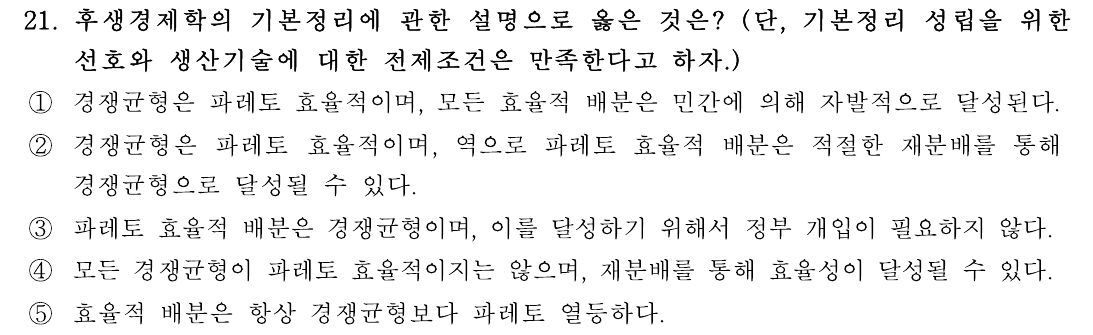 21. 후생경제학의 기본정리에 관한 설명으로 옳은 것은? (단, 기본정리 성립을 위한
선호와 생산기술에 대한 전제조건은 만족한다고 하자.)
① 경쟁균형은 파레토 효율적이며, 모든 효율적 배분은 민간에 의해 자발적으로 달성된다.
② 경쟁균형은 파레토 효율적이며, 역으로 파레토 효율적 배분은 적절한 재분배를 통해
경쟁균형으로 달성될 수 있다.
③ 파레토 효율적 배분은 경쟁균형이며, 이를 달성하기 위해서 정부 개입이 필요하지 않다.
④ 모든 경쟁균형이 파레토 효율적이지는 않으며, 재분배를 통해 효율성이 달성될 수 있다.
⑤ 효율적 배분은 항상 경쟁균형보다 파레토 열등하다.